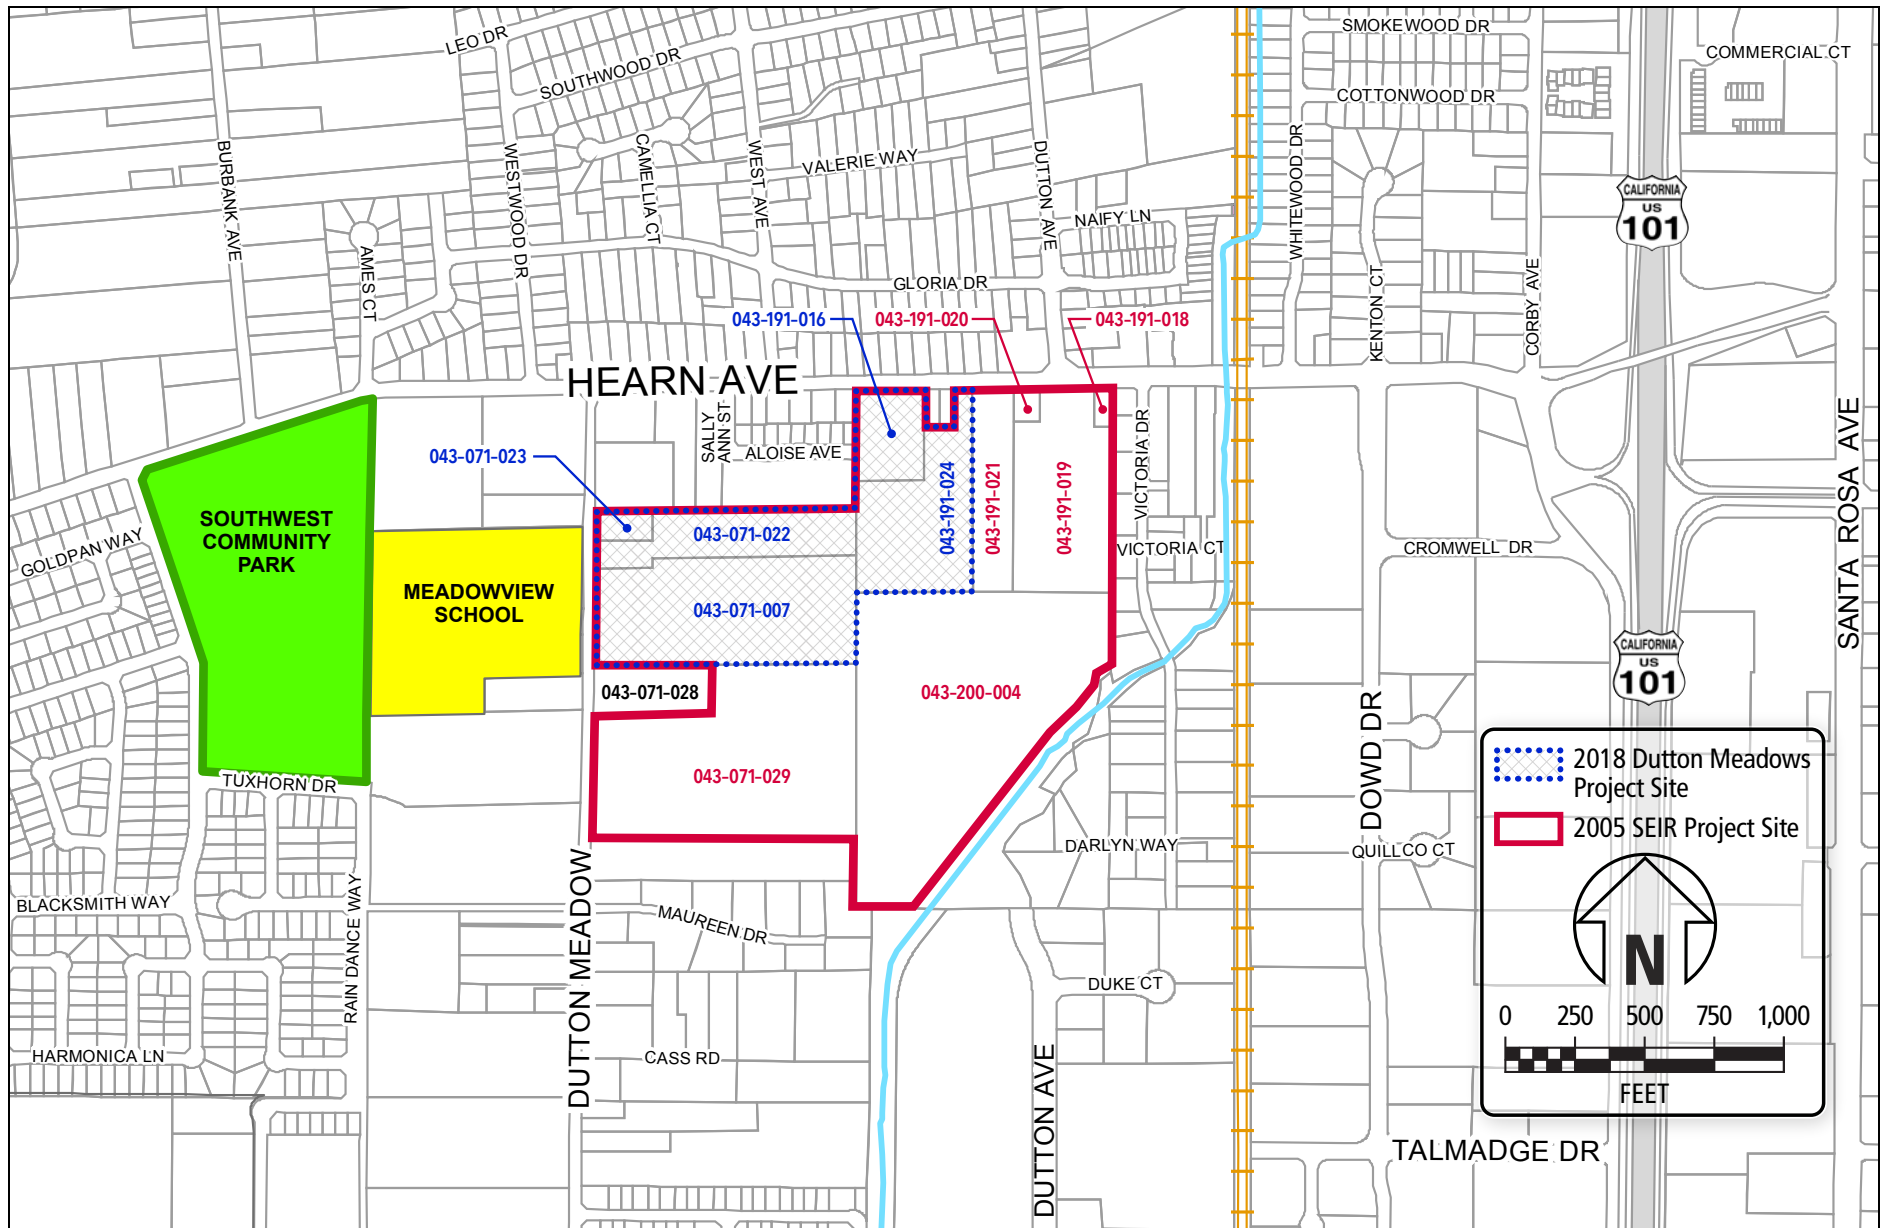 LEO DR
SOUTHWOOD DR
SMOKEWOOD DR
COMMERCIAL CT
COTTONWOOD DR
BURBANK AVE
WESTWOOD DR
CAMELLIA CT
WEST AVE
VALERIE WAY
DUTTON AVE
NAIFY LN
WHITEWOOD DR
CALIFORNIA
US
101
AMES CT
GLORIA DR
KENTON CT
CORBY AVE
043-191-016
043-191-020
043-191-018
HEARN AVE
SALLY
ANN ST
ALOISE AVE
VICTORIA DR
SANTA ROSA AVE
043-071-023
043-191-024
043-191-021
043-191-019
SOUTHWEST
COMMUNITY
PARK
GOLDPAN WAY
043-071-022
VICTORIA CT
CROMWELL DR
MEADOWVIEW
SCHOOL
043-071-007
CALIFORNIA
US
101
043-071-028
043-200-004
DOWD DR
043-071-029
TUXHORN DR
2018 Dutton Meadows
Project Site
2005 SEIR Project Site
DARLYN WAY
QUILLCO CT
BLACKSMITH WAY
RAIN DANCE WAY
DUTTON MEADOW
MAUREEN DR
N
DUKE CT
0 250 500 750 1,000
FEET
HARMONICA LN
CASS RD
DUTTON AVE
TALMADGE DR